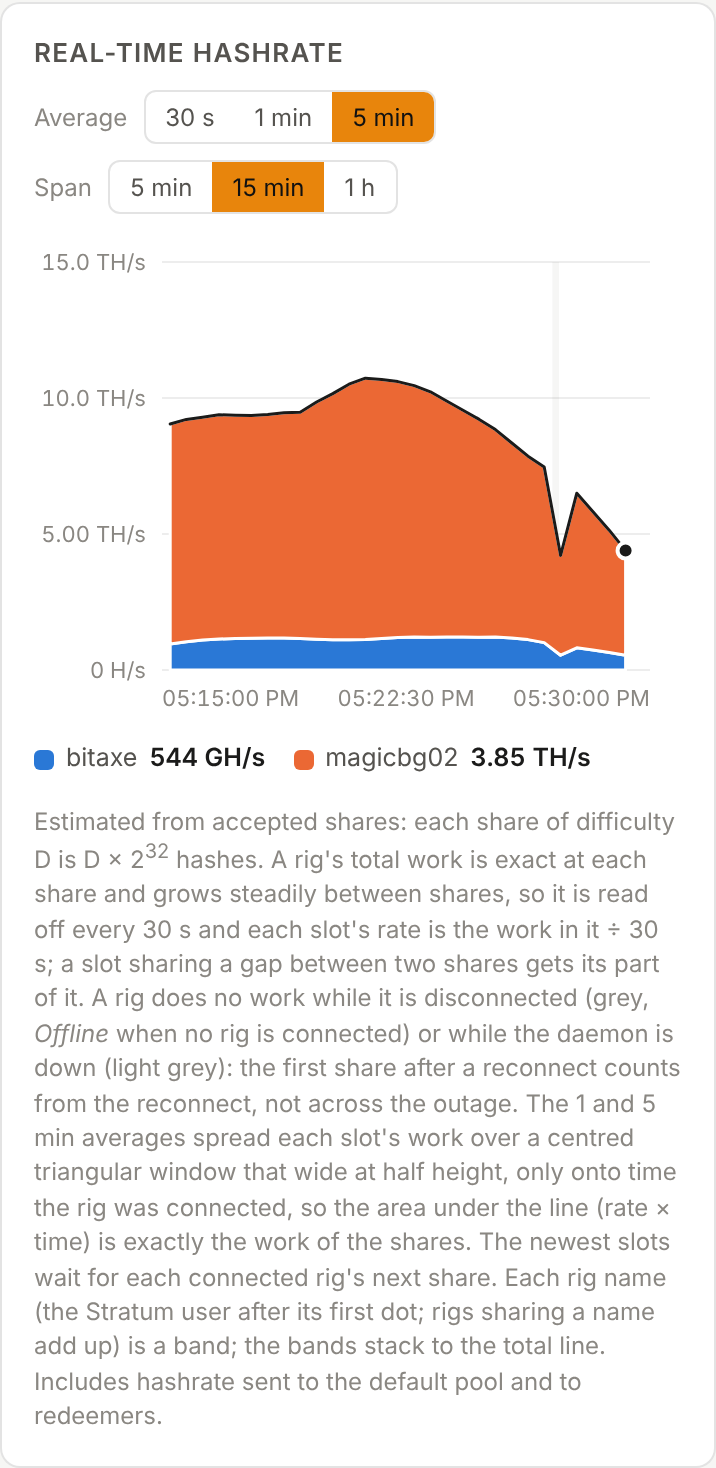 REAL-TIME HASHRATE
Average 30 s 1 min 5 min
Span 5 min 15 min 1 h
15.0 TH/s
10.0 TH/s
5.00 TH/s
0 H/s
05:15:00 PM 05:22:30 PM 05:30:00 PM
bitaxe 544 GH/s magicbg02 3.85 TH/s
Estimated from accepted shares: each share of difficulty
D is D × 2³² hashes. A rig's total work is exact at each
share and grows steadily between shares, so it is read
off every 30 s and each slot's rate is the work in it ÷ 30
s; a slot sharing a gap between two shares gets its part
of it. A rig does no work while it is disconnected (grey,
Offline when no rig is connected) or while the daemon is
down (light grey): the first share after a reconnect counts
from the reconnect, not across the outage. The 1 and 5
min averages spread each slot's work over a centred
triangular window that wide at half height, only onto time
the rig was connected, so the area under the line (rate ×
time) is exactly the work of the shares. The newest slots
wait for each connected rig's next share. Each rig name
(the Stratum user after its first dot; rigs sharing a name
add up) is a band; the bands stack to the total line.
Includes hashrate sent to the default pool and to
redeemers.